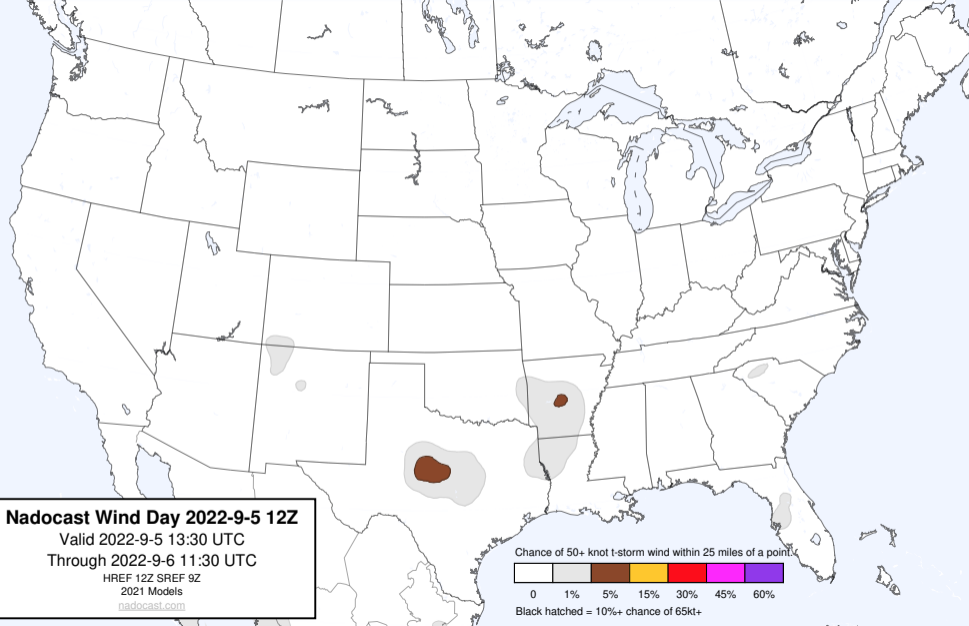 Nadocast Wind Day 2022-9-5 12Z
Valid 2022-9-5 13:30 UTC
Through 2022-9-6 11:30 UTC
HREF 12Z SREF 9Z
2021 Models
nadocast.com
Chance of 50+ knot t-storm wind within 25 miles of a point.
0 1% 5% 15% 30% 45% 60%
Black hatched = 10%+ chance of 65kt+